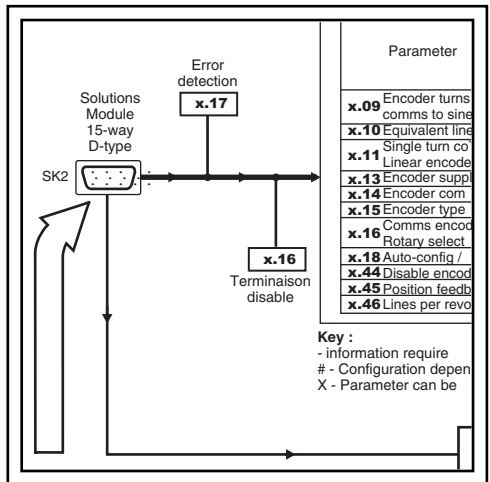 Parameter
Error
detection
x.17
Solutions
Module
15-way
D-type
SK2
x.09 Encoder turns
comms to sine
x.10 Equivalent line
x.11 Single turn co
Linear encode
x.13 Encoder suppl
x.14 Encoder com
x.15 Encoder type
x.16 Comms encod
Rotary select
x.18 Auto-config /
x.44 Disable encod
x.45 Position feedb
x.46 Lines per revo
x.16
Terminaison
disable
Key :
- information require
# - Configuration depen
X - Parameter can be